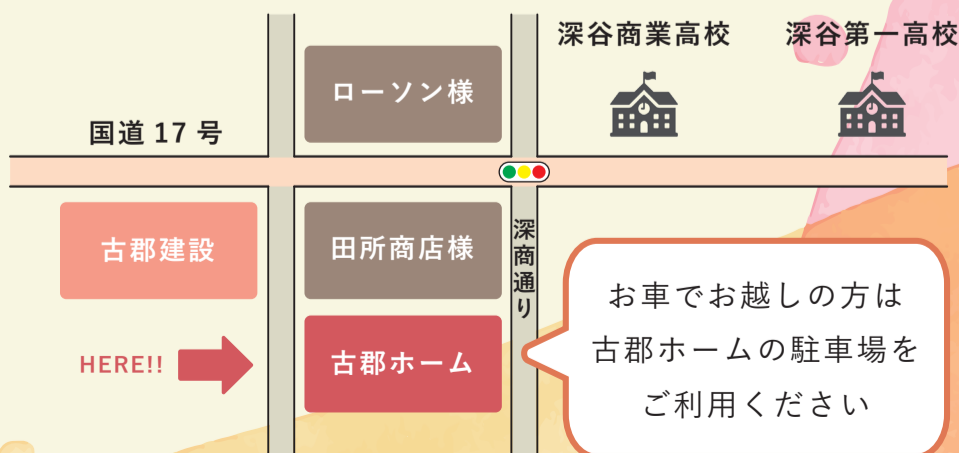 深谷商業高校
深谷第一高校
ローソン様
国道 17 号
古郡建設
田所商店様
深商通り
お車でお越しの方は
古郡ホームの駐車場を
ご利用ください
HERE!!
古郡ホーム